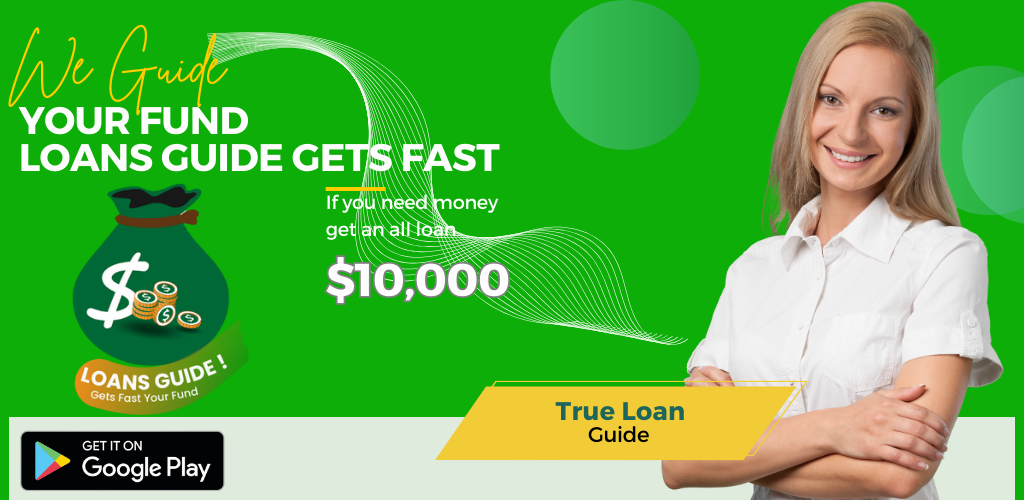 We Guide
YOUR FUND
LOANS GUIDE GETS FAST
If you need money
get an all loan
$10,000
$
LOANS GUIDE !
Gets Fast Your Fund
True Loan
Guide
GET IT ON
Google Play